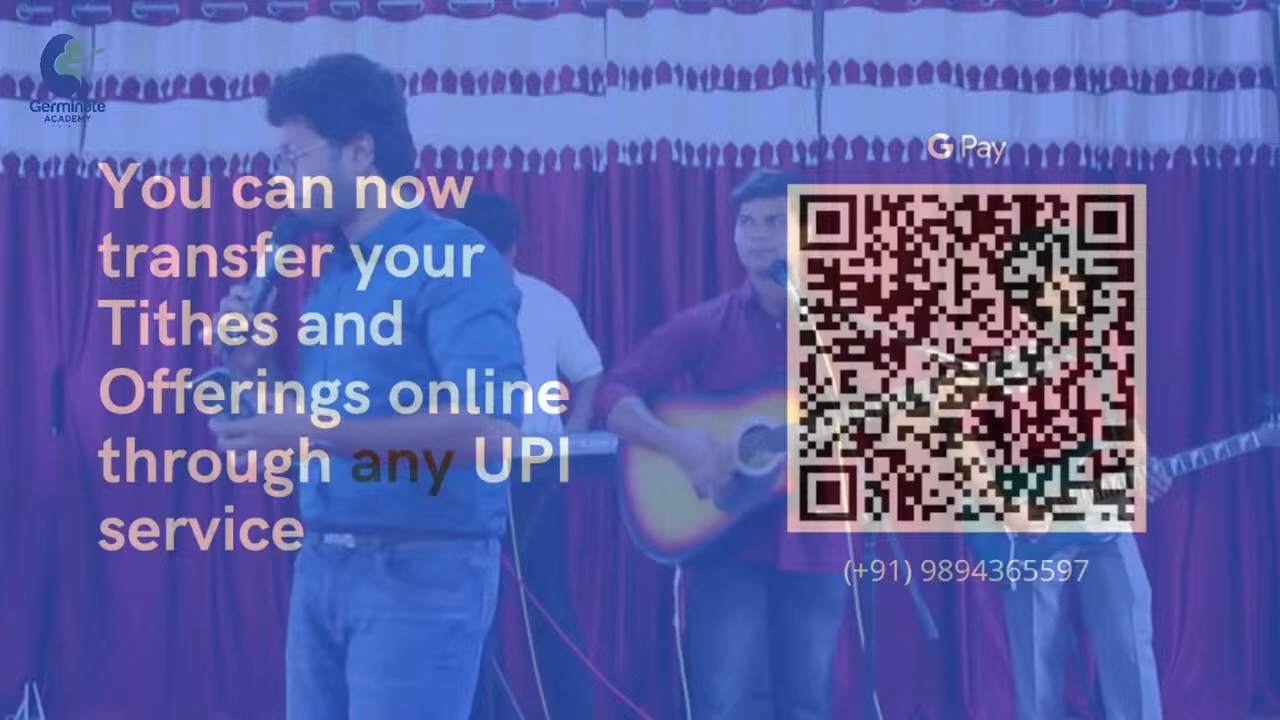 Germinate
ACADEMY
You can now
transfer your
Tithes and
Offerings online
through any UPI
service
G Pay
(+91) 9894365597